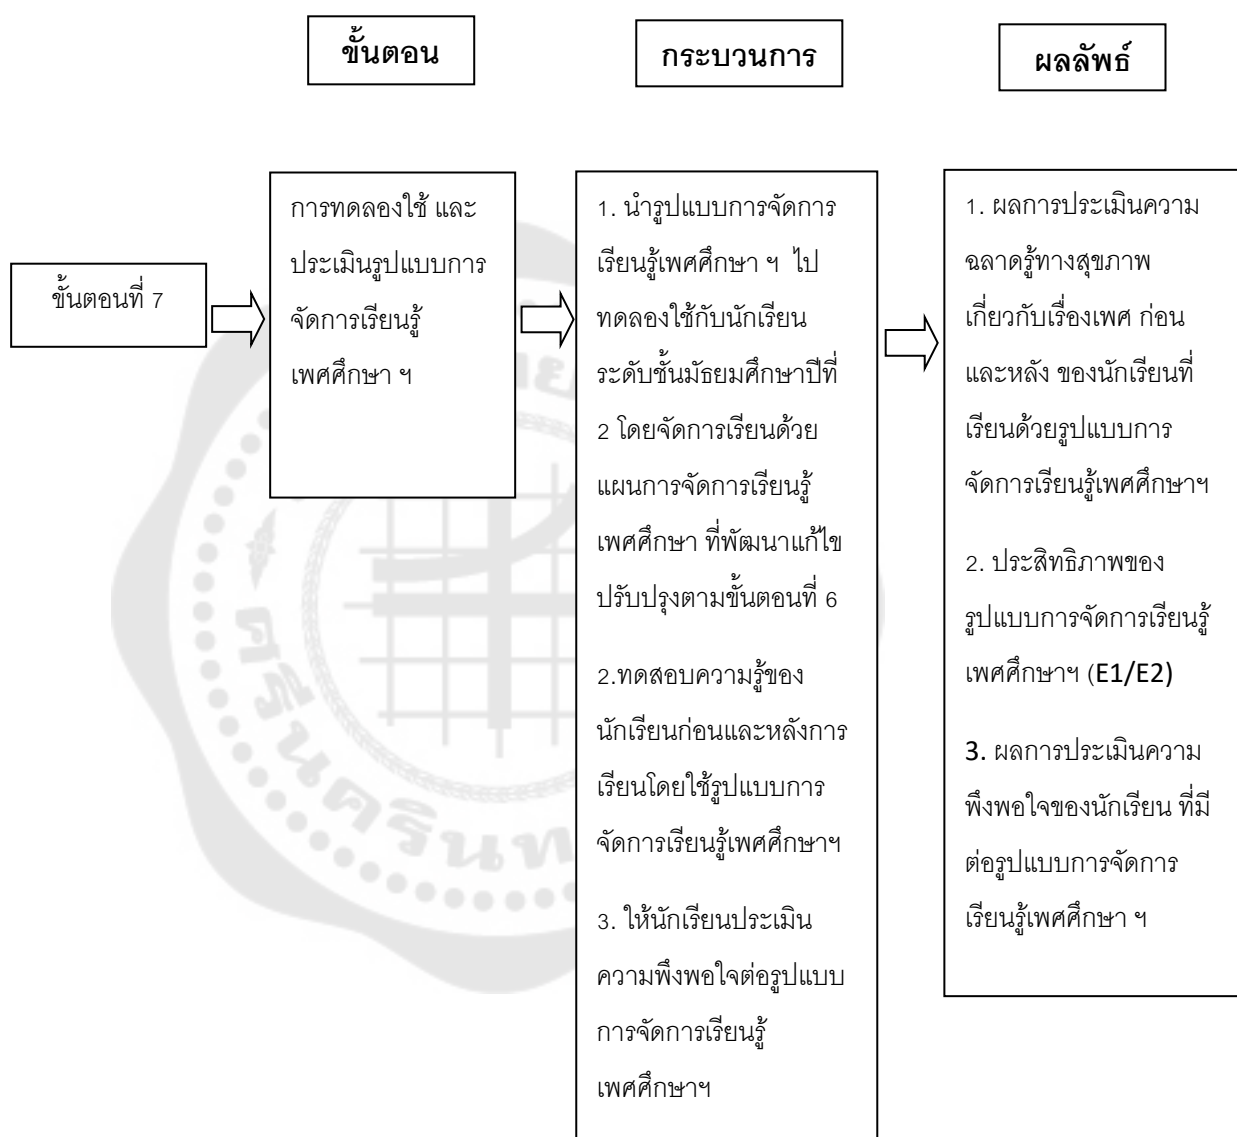 ขั้นตอน
กระบวนการ
ผลลัพธ์
ขั้นตอนที่ 7
การทดลองใช้ และ
ประเมินรูปแบบการ
จัดการเรียนรู้
เพศศึกษา ฯ
1. นำรูปแบบการจัดการ
เรียนรู้เพศศึกษา ฯ ไป
ทดลองใช้กับนักเรียน
ระดับชั้นมัธยมศึกษาปีที่
2 โดยจัดการเรียนด้วย
แผนการจัดการเรียนรู้
เพศศึกษา ที่พัฒนาแก้ไข
ปรับปรุงตามขั้นตอนที่ 6
2.ทดสอบความรู้ของ
นักเรียนก่อนและหลังการ
เรียนโดยใช้รูปแบบการ
จัดการเรียนรู้เพศศึกษาฯ
3. ให้นักเรียนประเมิน
ความพึงพอใจต่อรูปแบบ
การจัดการเรียนรู้
เพศศึกษาฯ
1. ผลการประเมินความ
ฉลาดรู้ทางสุขภาพ
เกี่ยวกับเรื่องเพศ ก่อน
และหลัง ของนักเรียนที่
เรียนด้วยรูปแบบการ
จัดการเรียนรู้เพศศึกษาฯ
2. ประสิทธิภาพของ
รูปแบบการจัดการเรียนรู้
เพศศึกษาฯ (E1/E2)
3. ผลการประเมินความ
พึงพอใจของนักเรียน ที่มี
ต่อรูปแบบการจัดการ
เรียนรู้เพศศึกษา ฯ